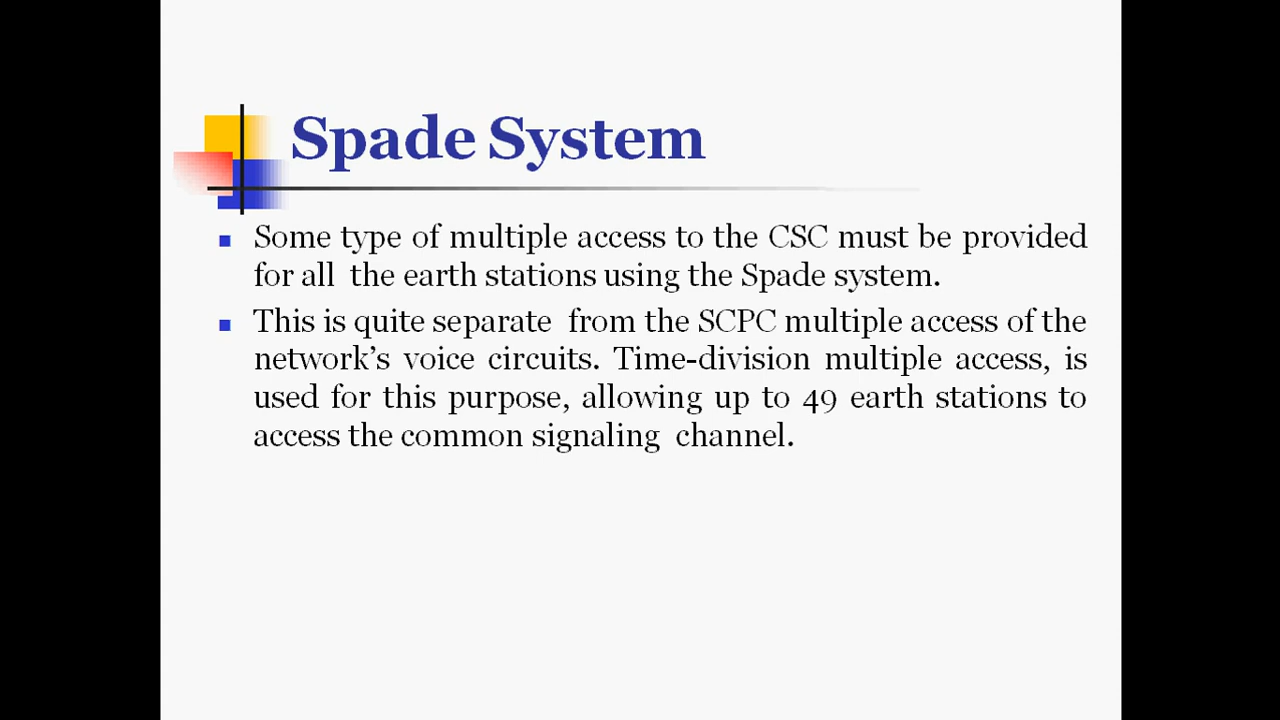 Spade System
Some type of multiple access to the CSC must be provided
for all the earth stations using the Spade system.
This is quite separate from the SCPC multiple access of the
network’s voice circuits. Time-division multiple access, is
used for this purpose, allowing up to 49 earth stations to
access the common signaling channel.